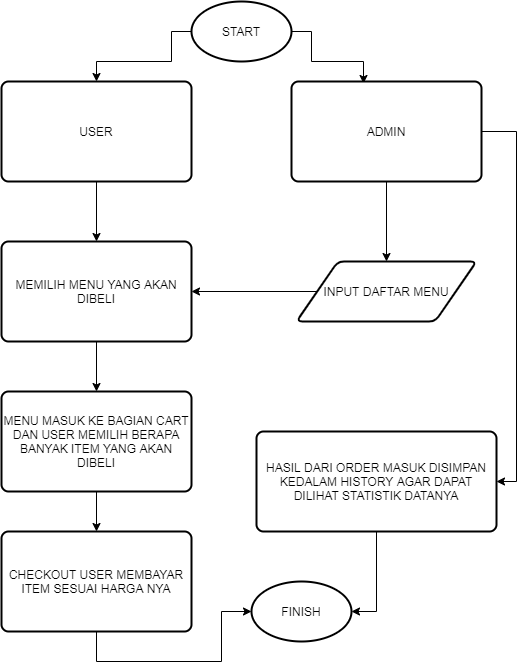 START
USER
ADMIN
MEMILIH MENU YANG AKAN
DIBELI
INPUT DAFTAR MENU
MENU MASUK KE BAGIAN CART
DAN USER MEMILIH BERAPA
BANYAK ITEM YANG AKAN
DIBELI
HASIL DARI ORDER MASUK DISIMPAN
KEDALAM HISTORY AGAR DAPAT
DILIHAT STATISTIK DATANYA
CHECKOUT USER MEMBAYAR
ITEM SESUAI HARGA NYA
FINISH